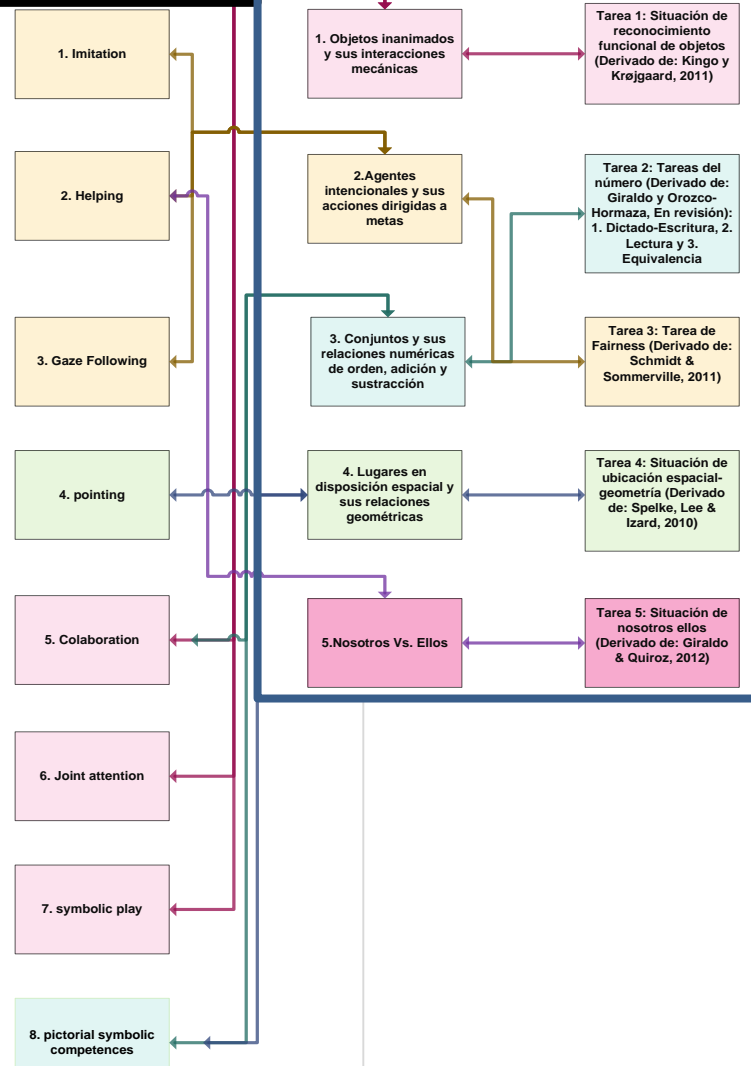 1. Imitation
2. Helping
3. Gaze Following
4. pointing
5. Colaboration
6. Joint attention
7. symbolic play
8. pictorial symbolic
competences
1. Objetos inanimados
y sus interacciones
mecánicas
2.Agentes
intencionales y sus
acciones dirigidas a
metas
3. Conjuntos y sus
relaciones numéricas
de orden, adición y
sustracción
4. Lugares en
disposición espacial y
sus relaciones
geométricas
5.Nosotros Vs. Ellos
Tarea 1: Situación de
reconocimiento
funcional de objetos
(Derivado de: Kingo y
Krøjgaard, 2011)
Tarea 2: Tareas del
número (Derivado de:
Giraldo y Orozco-
Hormaza, En revisión):
1. Dictado-Escritura, 2.
Lectura y 3.
Equivalencia
Tarea 3: Tarea de
Fairness (Derivado de:
Schmidt &
Sommerville, 2011)
Tarea 4: Situación de
ubicación espacial-
geometría (Derivado
de: Spelke, Lee &
Izard, 2010)
Tarea 5: Situación de
nosotros ellos
(Derivado de: Giraldo
& Quiroz, 2012)